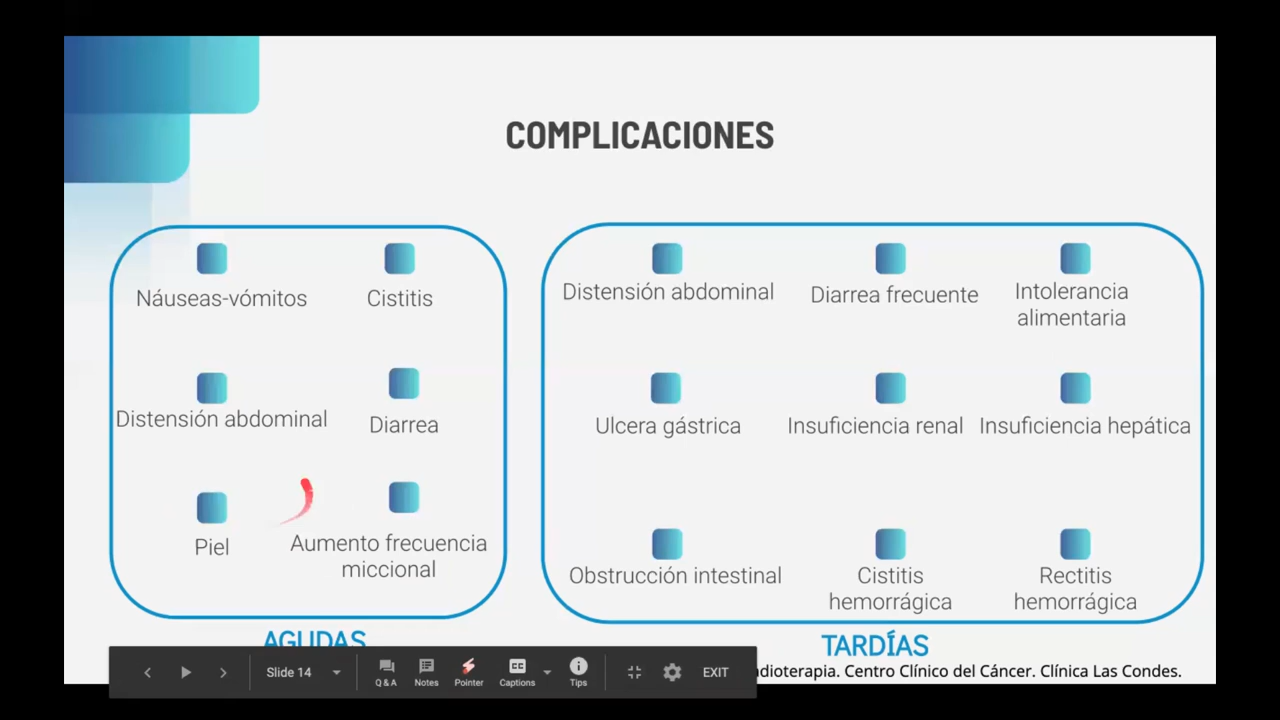 COMPLICACIONES
Náuseas-vómitos
Cistitis
Distensión abdominal
Diarrea
Piel
Aumento frecuencia
miccional
AGUDAS
Distensión abdominal
Diarrea frecuente
Intolerancia
alimentaria
Ulcera gástrica
Insuficiencia renal
Insuficiencia hepática
Obstrucción intestinal
Cistitis
hemorrágica
Rectitis
hemorrágica
TARDÍAS
Centro Clínico del Cáncer. Clínica Las Condes.
Slide 14
Q & A
Notes
Pointer
CC
Captions
Tips
EXIT